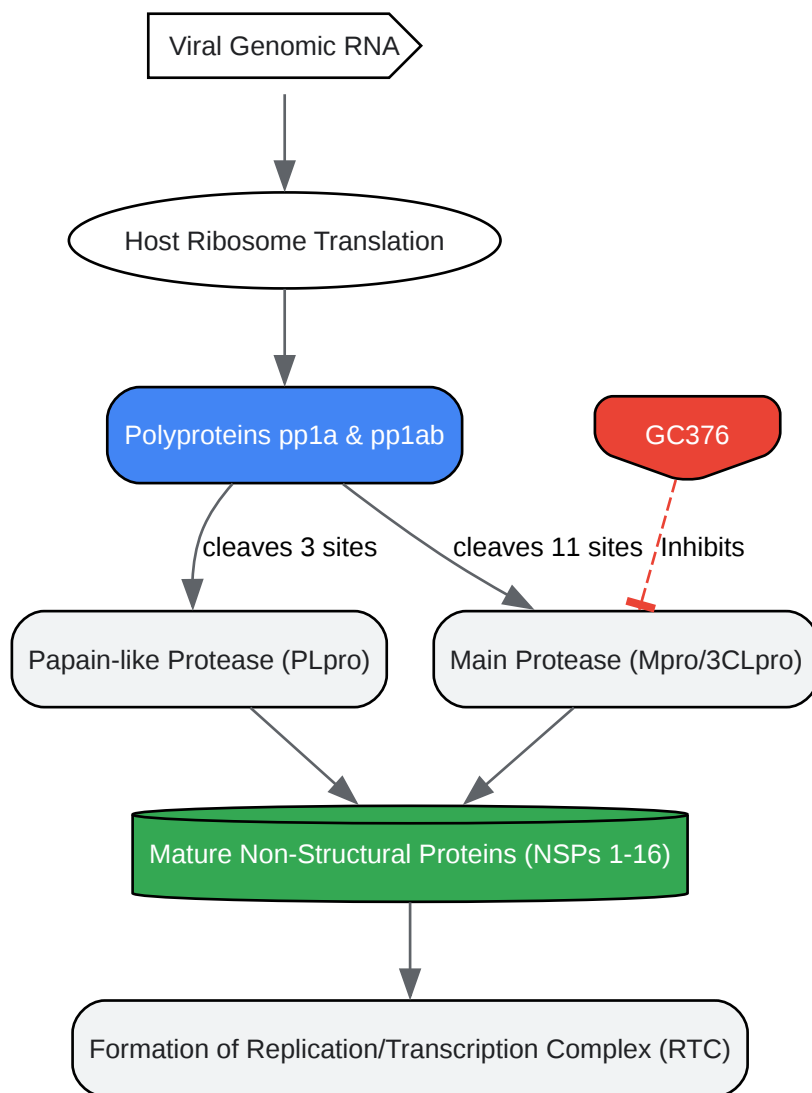 Viral Genomic RNA
Host Ribosome Translation
Polyproteins pp1a & pp1ab
GC376
cleaves 3 sites
cleaves 11 sites
Inhibits
Papain-like Protease (PLpro)
Main Protease (Mpro/3CLpro)
Mature Non-Structural Proteins (NSPs 1-16)
Formation of Replication/Transcription Complex (RTC)